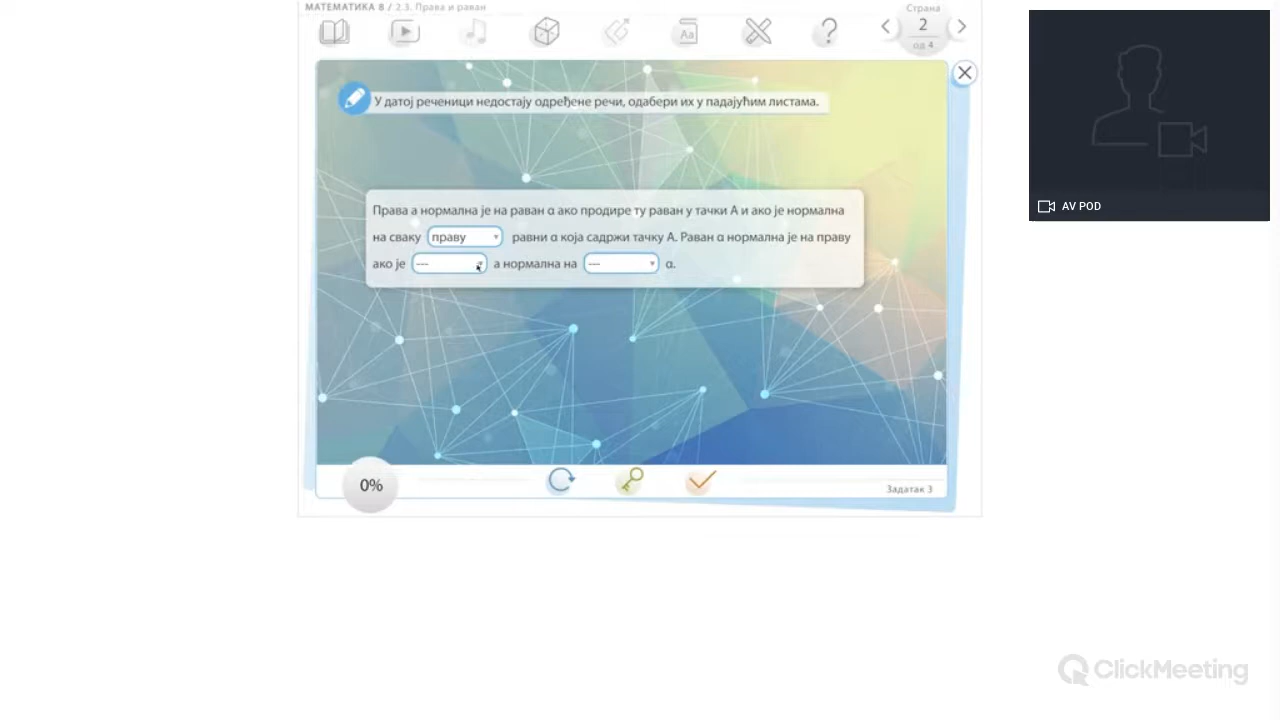 МАТЕМАТИКА 8 / 2.3. Права и раван
Страна
2
од 4
Aa
?
У датој реченици недостају одређене речи, одабери их у падајућим листама.
Права a нормална је на раван α ако продире ту раван у тачки A и ако је нормална
на сваку праву равни α која садржи тачку A. Раван α нормална је на праву
ако је --- a нормална на --- α.
0%
Задатак 3
AV POD
ClickMeeting